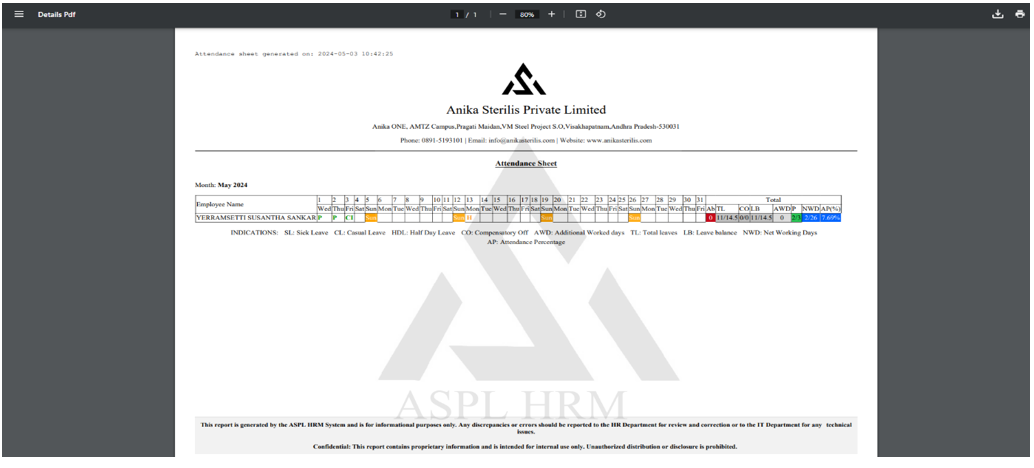 Details Pdf
1 / 1
80%
Attendance sheet generated on: 2024-05-03 10:42:25
Anika Sterilis Private Limited
Anika ONE, AMTZ Campus,Pragati Maidan,VM Steel Project S.O,Visakhapatnam,Andhra Pradesh-530031
Phone: 0891-5193101 | Email: info@anikasterilis.com | Website: www.anikasterilis.com
Attendance Sheet
Month: May 2024
Employee Name
1 2 3 4 5 6 7 8 9 10 11 12 13 14 15 16 17 18 19 20 21 22 23 24 25 26 27 28 29 30 31 Total
Wed Thu Fri Sat Sun Mon Tue Wed Thu Fri Sat Sun Mon Tue Wed Thu Fri Sat Sun Mon Tue Wed Thu Fri Sat Sun Mon Tue Wed Thu Fri Ab TL CO LB AWD P NWD AP(%)
YERRAMSETTI SUSANTHA SANKAR P P Cl Sun Sun H Sun Sun 0 11/14.5 0/0 11/14.5 0 2/3 2/26 7.69%
INDICATIONS: SL: Sick Leave CL: Casual Leave HDL: Half Day Leave CO: Compensatory Off AWD: Additional Worked days TL: Total leaves LB: Leave balance NWD: Net Working Days
AP: Attendance Percentage
ASPL HRM
This report is generated by the ASPL HRM System and is for informational purposes only. Any discrepancies or errors should be reported to the HR Department for review and correction or to the IT Department for any technical
issues.
Confidential: This report contains proprietary information and is intended for internal use only. Unauthorized distribution or disclosure is prohibited.